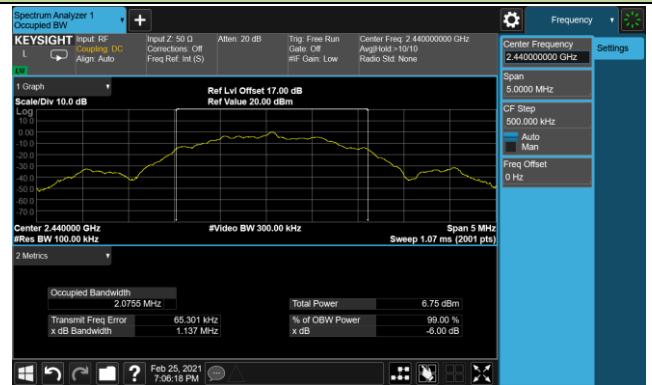 Spectrum Analyzer 1
Occupied BW
Frequency
KEYSIGHT
L
Input: RF
Coupling: DC
Align: Auto
Input Z: 50 Ω
Corrections: Off
Freq Ref: Int (S)
Atten: 20 dB
Trig: Free Run
Gate: Off
#IF Gain: Low
Center Freq: 2.440000000 GHz
Avg|Hold:>10/10
Radio Std: None
Center Frequency
2.440000000 GHz
Settings
Span
5.0000 MHz
CF Step
500.000 kHz
Auto
Man
Freq Offset
0 Hz
1 Graph
Scale/Div 10.0 dB
Ref Lvl Offset 17.00 dB
Ref Value 20.00 dBm
Log
10.0
0.00
-10.0
-20.0
-30.0
-40.0
-50.0
-60.0
-70.0
Center 2.440000 GHz
#Video BW 300.00 kHz
Span 5 MHz
#Res BW 100.00 kHz
Sweep 1.07 ms (2001 pts)
2 Metrics
Occupied Bandwidth
2.0755 MHz
Total Power 6.75 dBm
Transmit Freq Error 65.301 kHz
% of OBW Power 99.00 %
x dB Bandwidth 1.137 MHz
x dB -6.00 dB
?
Feb 25, 2021
7:06:18 PM